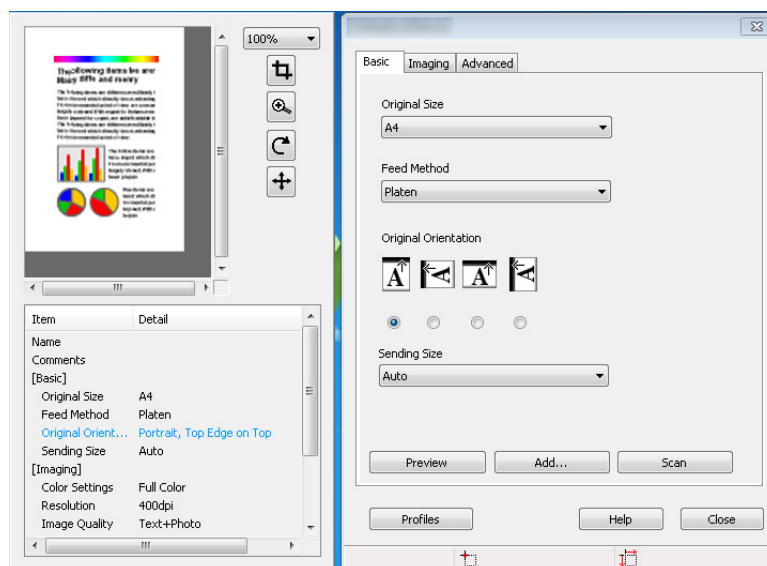 100%
Item Detail
Name
Comments
[Basic]
Original Size A4
Feed Method Platen
Original Orient... Portrait, Top Edge on Top
Sending Size Auto
[Imaging]
Color Settings Full Color
Resolution 400dpi
Image Quality Text+Photo
Basic Imaging Advanced
Original Size
A4
Feed Method
Platen
Original Orientation
A A A A
Sending Size
Auto
Preview Add... Scan
Profiles Help Close